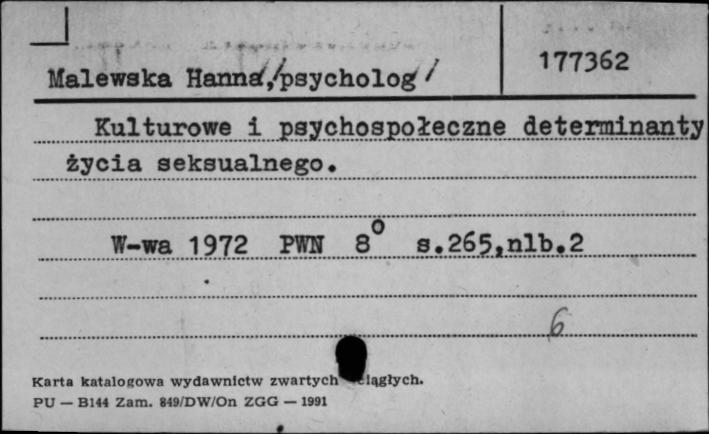 Malewska Hanna, /psycholog/
177362
Kulturowe i psychospołeczne determinanty
życia seksualnego.
W-wa 1972 PWN 8° s.265,nlb.2
6
Karta katalogowa wydawnictw zwartych ciągłych.
PU — B144 Zam. 849/DW/On ZGG — 1991